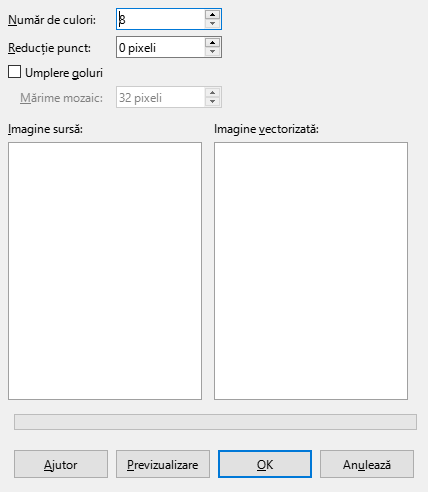 Număr de culori: 8
Reducție punct: 0 pixeli
Umplere goluri
Mărime mozaic: 32 pixeli
Imagine sursă: Imagine vectorizată:
Ajutor Previzualizare OK Anulează